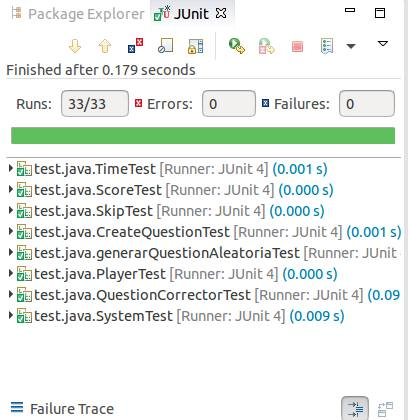 Package Explorer JUnit
Finished after 0.179 seconds
Runs: 33/33 Errors: 0 Failures: 0
test.java.TimeTest [Runner: JUnit 4] (0.001 s)
test.java.ScoreTest [Runner: JUnit 4] (0.000 s)
test.java.SkipTest [Runner: JUnit 4] (0.000 s)
test.java.CreateQuestionTest [Runner: JUnit 4] (0.001 s)
test.java.generarQuestionAleatoriaTest [Runner: JUnit
test.java.PlayerTest [Runner: JUnit 4] (0.000 s)
test.java.QuestionCorrectorTest [Runner: JUnit 4] (0.09
test.java.SystemTest [Runner: JUnit 4] (0.009 s)
Failure Trace